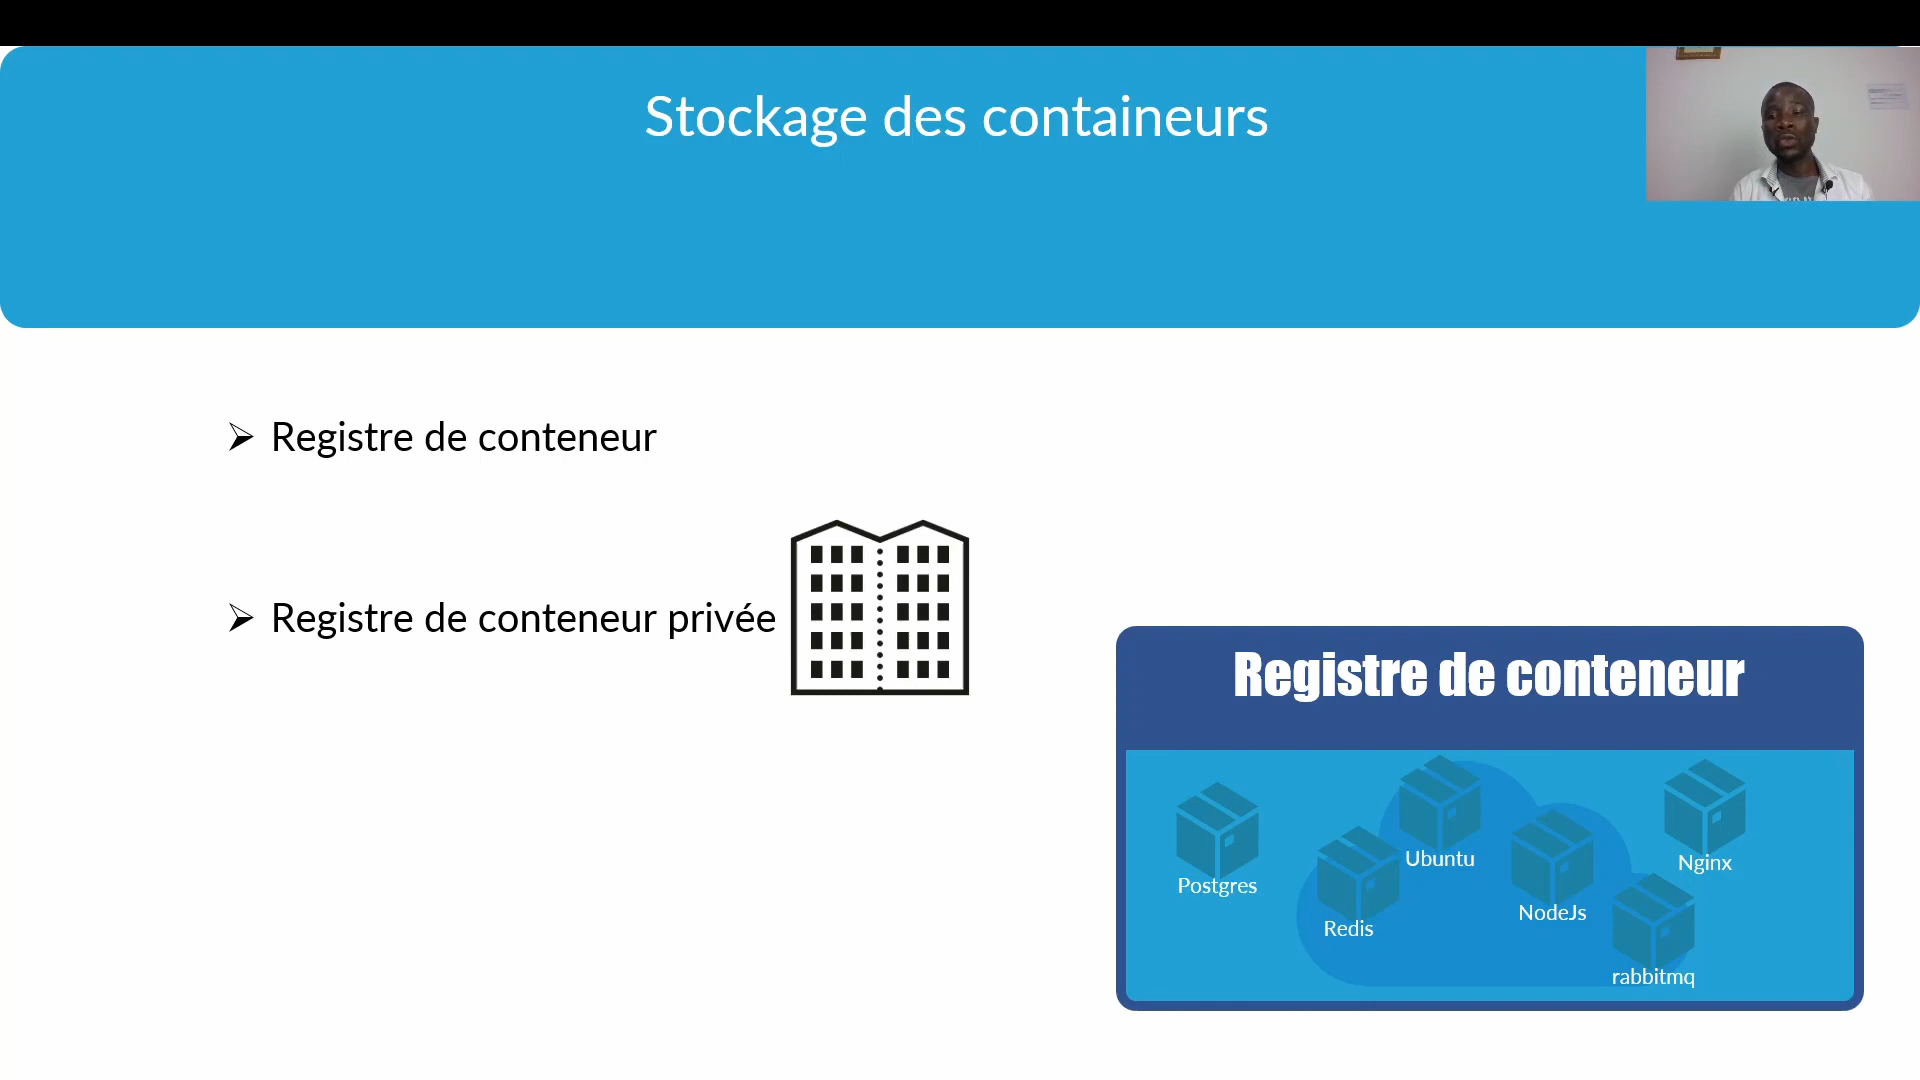 Stockage des containeurs
Registre de conteneur
Registre de conteneur privée
Registre de conteneur
Postgres
Redis
Ubuntu
NodeJs
rabbitmq
Nginx